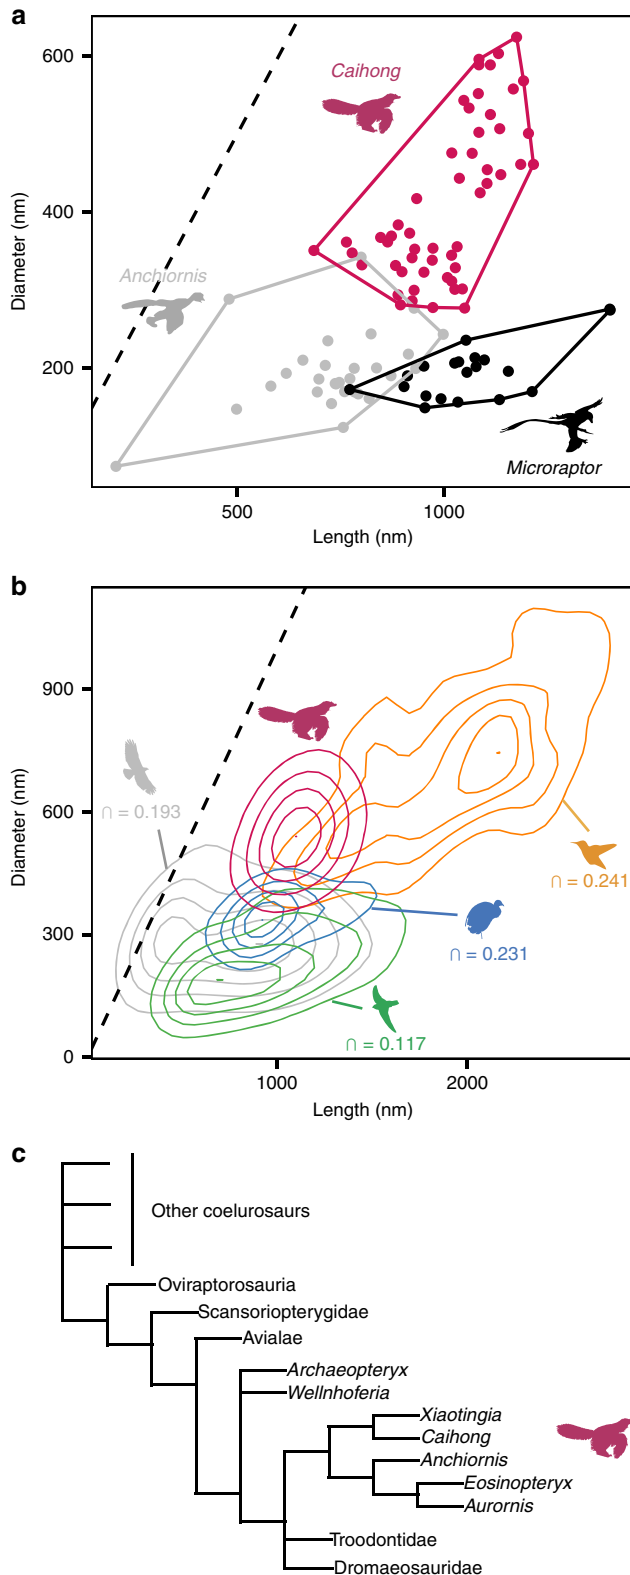 a
600
400
200
Diameter (nm)
Caihong
Anchiornis
Microraptor
500
1000
Length (nm)
b
900
600
300
0
Diameter (nm)
∩ = 0.193
∩ = 0.241
∩ = 0.231
∩ = 0.117
1000
2000
Length (nm)
c
Other coelurosaurs
Oviraptorosauria
Scansoriopterygidae
Avialae
Archaeopteryx
Wellnhoferia
Xiaotingia
Caihong
Anchiornis
Eosinopteryx
Aurornis
Troodontidae
Dromaeosauridae